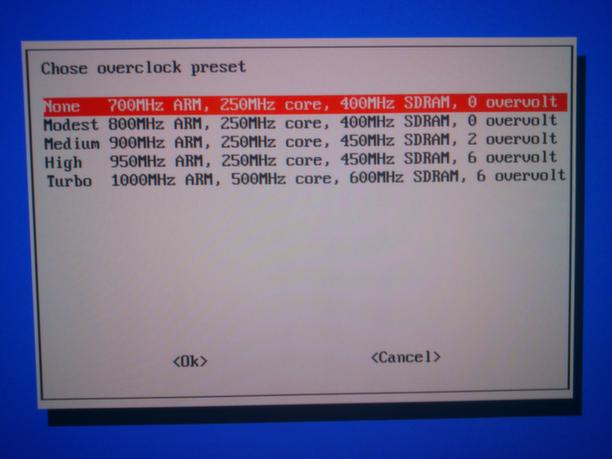 Chose overclock preset
None 700MHz ARM, 250MHz core, 400MHz SDRAM, 0 overvolt
Modest 800MHz ARM, 250MHz core, 400MHz SDRAM, 0 overvolt
Medium 900MHz ARM, 250MHz core, 450MHz SDRAM, 2 overvolt
High 950MHz ARM, 250MHz core, 450MHz SDRAM, 6 overvolt
Turbo 1000MHz ARM, 500MHz core, 600MHz SDRAM, 6 overvolt
<Ok> <Cancel>